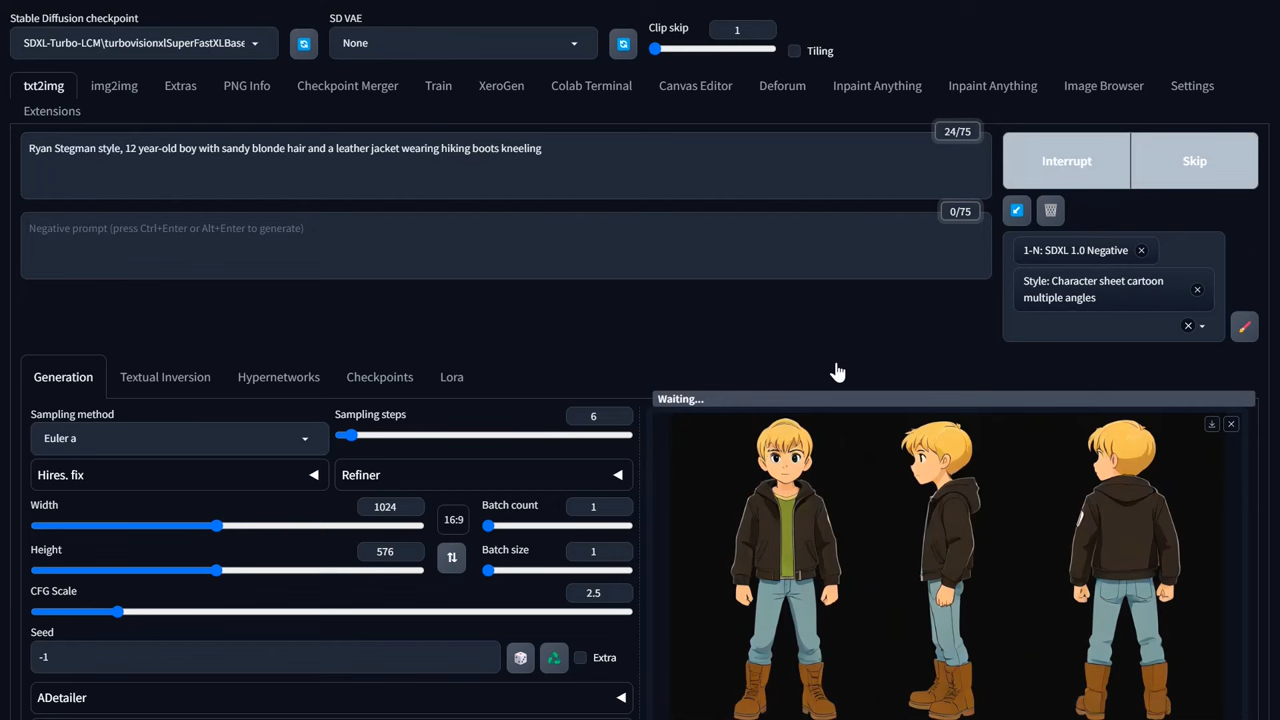 Stable Diffusion checkpoint
SD VAE
Clip skip
1
SDXL-Turbo-LCM\turbovisionxlSuperFastXLBase
None
Tiling
txt2img
img2img
Extras
PNG Info
Checkpoint Merger
Train
XeroGen
Colab Terminal
Canvas Editor
Deforum
Inpaint Anything
Inpaint Anything
Image Browser
Settings
Extensions
24/75
Ryan Stegman style, 12 year-old boy with sandy blonde hair and a leather jacket wearing hiking boots kneeling
Interrupt
Skip
0/75
Negative prompt (press Ctrl+Enter or Alt+Enter to generate)
1-N: SDXL 1.0 Negative
Style: Character sheet cartoon
multiple angles
Generation
Textual Inversion
Hypernetworks
Checkpoints
Lora
Waiting...
Sampling method
Sampling steps
6
Euler a
Hires. fix
Refiner
Width
1024
16:9
Batch count
1
Height
576
Batch size
1
CFG Scale
2.5
Seed
-1
Extra
ADetailer